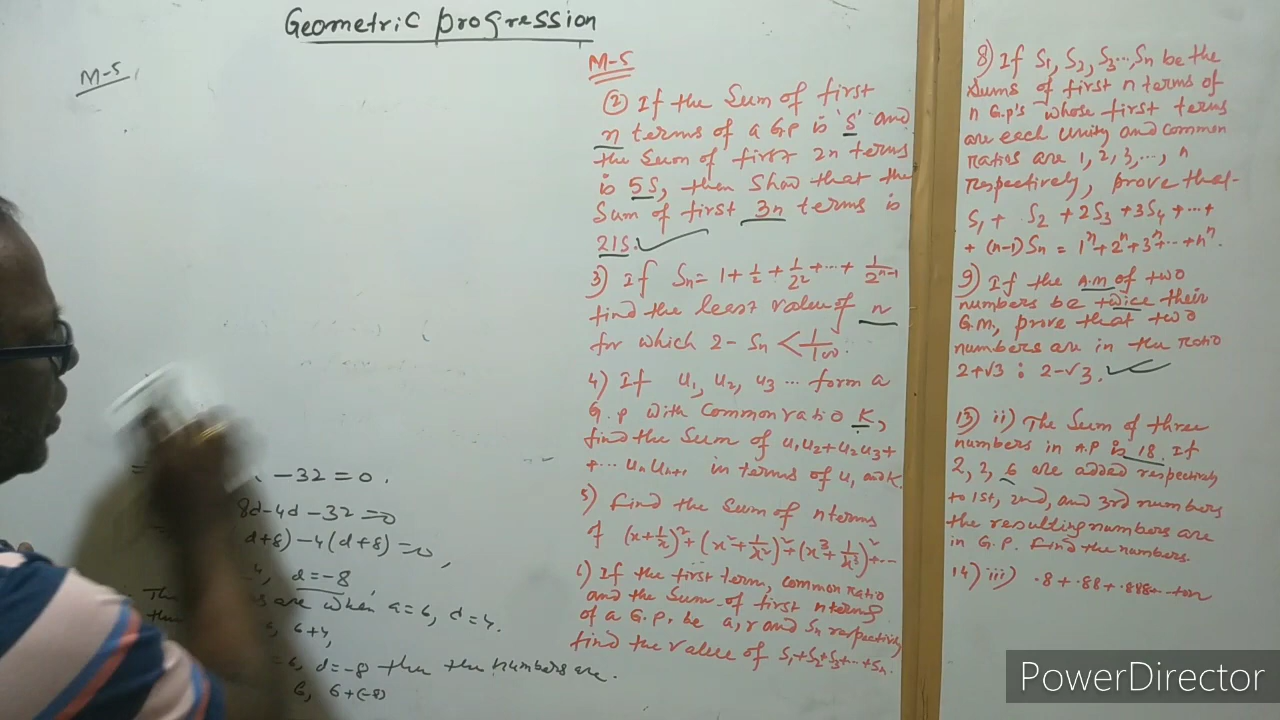 Geometric progression
M-5
= -32=0.
8d-4d-32=0
d+8)-4(d+8)=0,
4, d=-8
are when, a=6, d=4.
6, 6+4,
=6, d=-8 then the numbers are.
6, 6+(-8)
M-5
② If the Sum of first
n terms of a G.P is 's' and
the Sum of first 2n terms
is 5S, then Show that the
Sum of first 3n terms is
21S.
3) If Sn= 1+ 1/2 + 1/2² +...+ 1/2ⁿ⁻¹
find the least value of n
for which 2-Sn < 1/100.
4) If u₁, u₂, u₃ ... form a
G.p with Common ratio K,
find the Sum of u₁u₂+u₂u₃+
+... uₙuₙ₊₁ in terms of u₁ and K.
5) Find the Sum of n terms
of (x+1/x)²+(x²+1/x²)²+(x³+1/x³)²+...
6) If the first term, common ratio
and the Sum of first n terms
of a G.P. be a, r and Sn respectively
find the value of S₁+S₂+S₃+...+Sn.
8) If S₁, S₂, S₃...,Sn be the
Sums of first n terms of
n G.p's whose first terms
are each Unity and Common
ratios are 1, 2, 3, ..., n
respectively, prove that-
S₁+ S₂+2S₃+3S₄+...+
+ (n-1)Sn = 1ⁿ+2ⁿ+3ⁿ+...+nⁿ.
9) If the A.M of two
numbers be twice their
G.M, prove that two
numbers are in the ratio
2+√3 : 2-√3.
13) ii) The Sum of three
numbers in A.P is 18. If
2, 2, 6 are added respectively
to 1st, 2nd, and 3rd numbers
the resulting numbers are
in G.P. Find the numbers.
14) iii) .8+.88+.888+...to n
PowerDirector